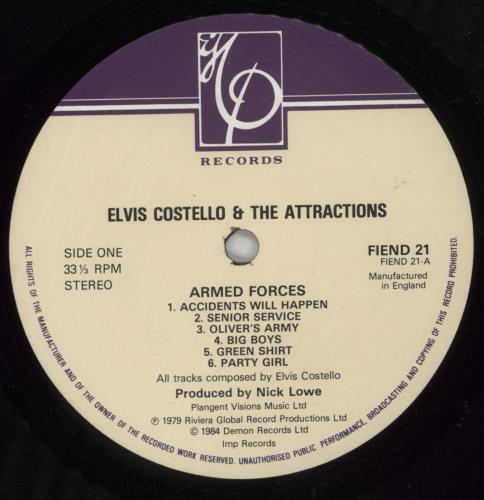 RECORDS
ELVIS COSTELLO & THE ATTRACTIONS
SIDE ONE
33⅓ RPM
STEREO
FIEND 21
FIEND 21-A
Manufactured
in England
ARMED FORCES
1. ACCIDENTS WILL HAPPEN
2. SENIOR SERVICE
3. OLIVER'S ARMY
4. BIG BOYS
5. GREEN SHIRT
6. PARTY GIRL
All tracks composed by Elvis Costello
Produced by Nick Lowe
Plangent Visions Music Ltd
℗ 1979 Riviera Global Record Productions Ltd
© 1984 Demon Records Ltd
Imp Records
ALL RIGHTS OF THE MANUFACTURER AND OF THE OWNER OF THE RECORDED WORK RESERVED. UNAUTHORISED PUBLIC PERFORMANCE, BROADCASTING AND COPYING OF THIS RECORD PROHIBITED.